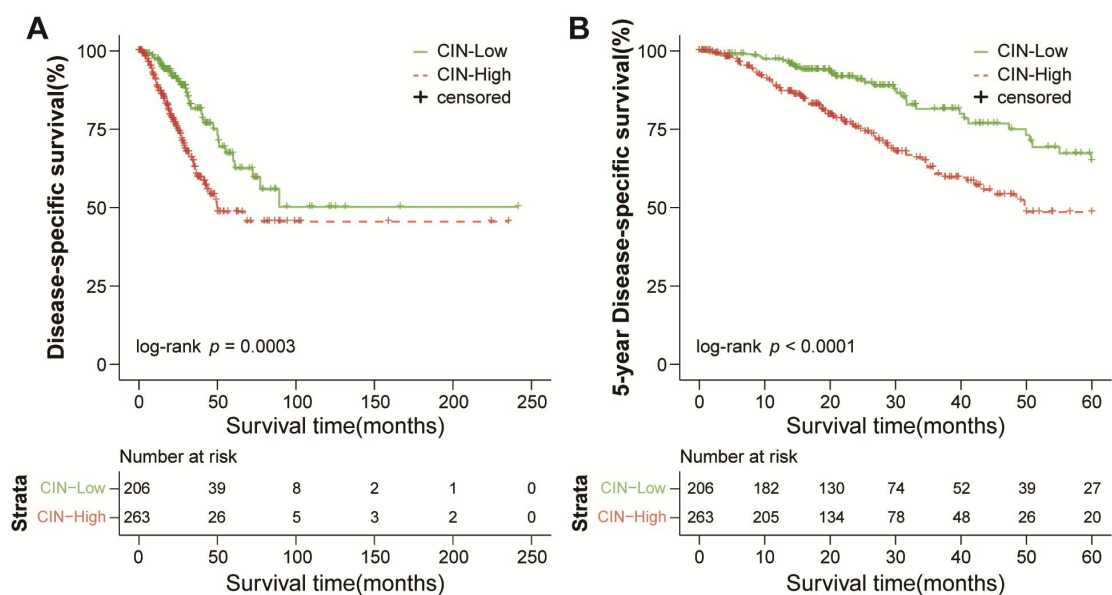 A
Disease-specific survival(%)
100
75
50
25
0
CIN-Low
CIN-High
+ censored
log-rank p = 0.0003
0 50 100 150 200 250
Survival time(months)
Number at risk
Strata
CIN-Low 206 39 8 2 1 0
CIN-High 263 26 5 3 2 0
0 50 100 150 200 250
Survival time(months)
B
5-year Disease-specific survival(%)
100
75
50
25
0
CIN-Low
CIN-High
+ censored
log-rank p < 0.0001
0 10 20 30 40 50 60
Survival time(months)
Number at risk
Strata
CIN-Low 206 182 130 74 52 39 27
CIN-High 263 205 134 78 48 26 20
0 10 20 30 40 50 60
Survival time(months)